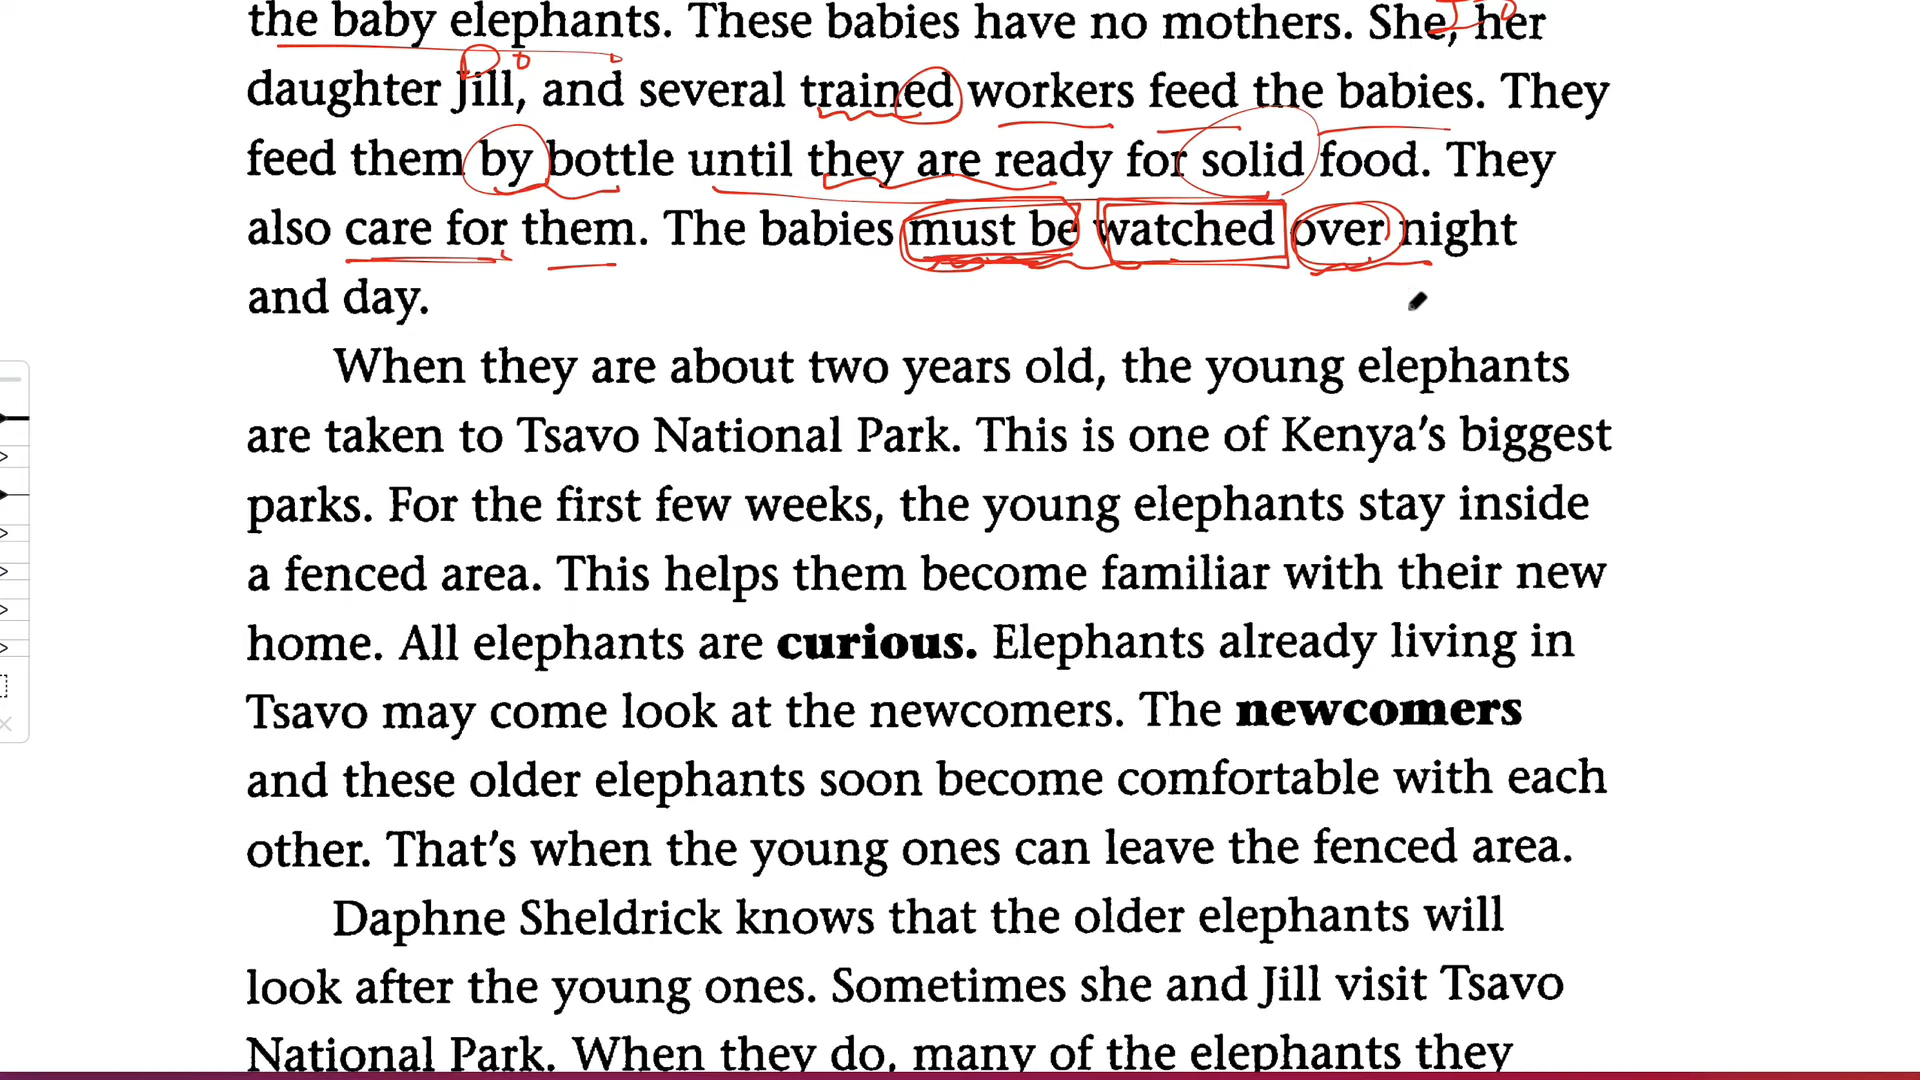 the baby elephants. These babies have no mothers. She, her
daughter Jill, and several trained workers feed the babies. They
feed them by bottle until they are ready for solid food. They
also care for them. The babies must be watched over night
and day.
When they are about two years old, the young elephants
are taken to Tsavo National Park. This is one of Kenya's biggest
parks. For the first few weeks, the young elephants stay inside
a fenced area. This helps them become familiar with their new
home. All elephants are curious. Elephants already living in
Tsavo may come look at the newcomers. The newcomers
and these older elephants soon become comfortable with each
other. That's when the young ones can leave the fenced area.
Daphne Sheldrick knows that the older elephants will
look after the young ones. Sometimes she and Jill visit Tsavo
National Park. When they do, many of the elephants they